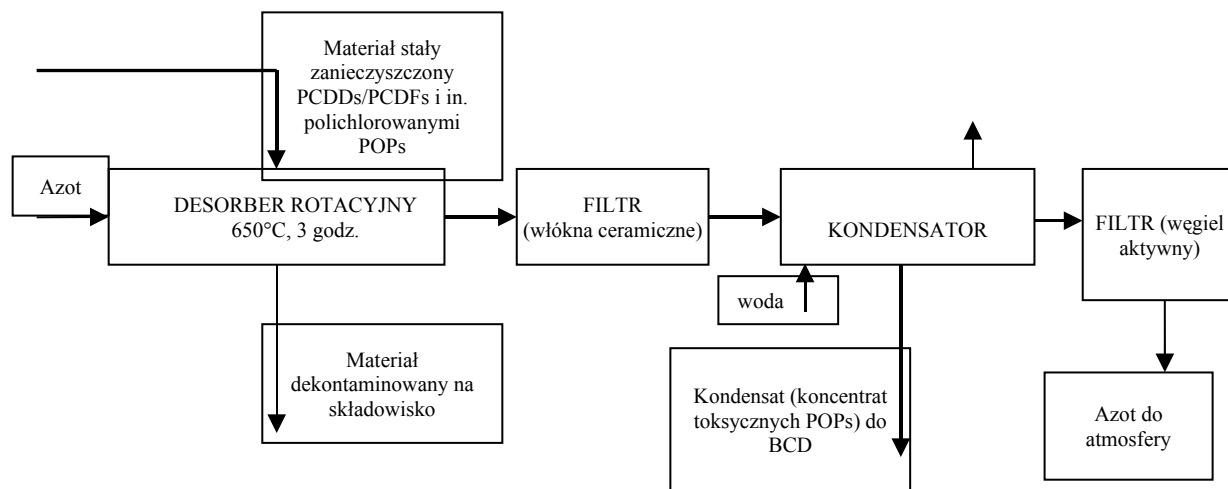 Materiał stały
zanieczyszczony
PCDDs/PCDFs i in.
polichlorowanymi
POPs
Azot
DESORBER ROTACYJNY
650°C, 3 godz.
FILTR
(włókna ceramiczne)
KONDENSATOR
FILTR (węgiel
aktywny)
woda
Materiał
dekontaminowany na
składowisko
Kondensat (koncentrat
toksycznych POPs) do
BCD
Azot do
atmosfery